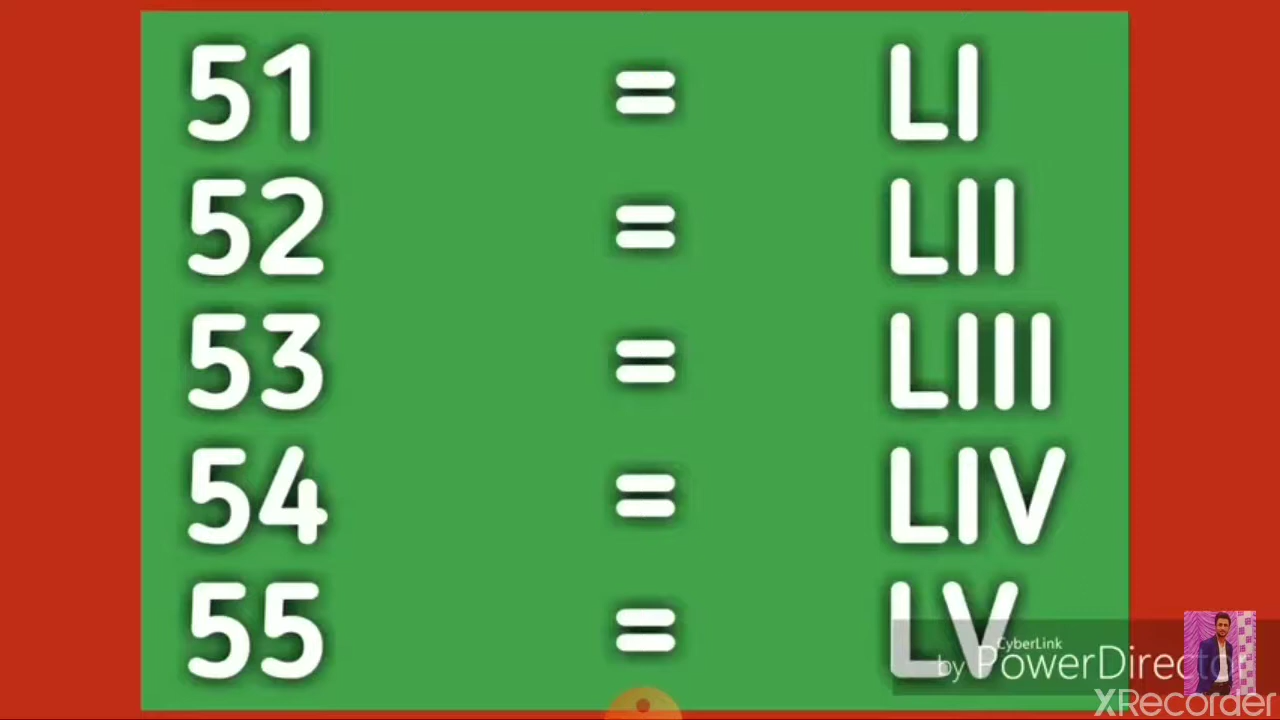 51 = LI
52 = LII
53 = LIII
54 = LIV
55 = LV
CyberLink
by PowerDirector
XRecorder